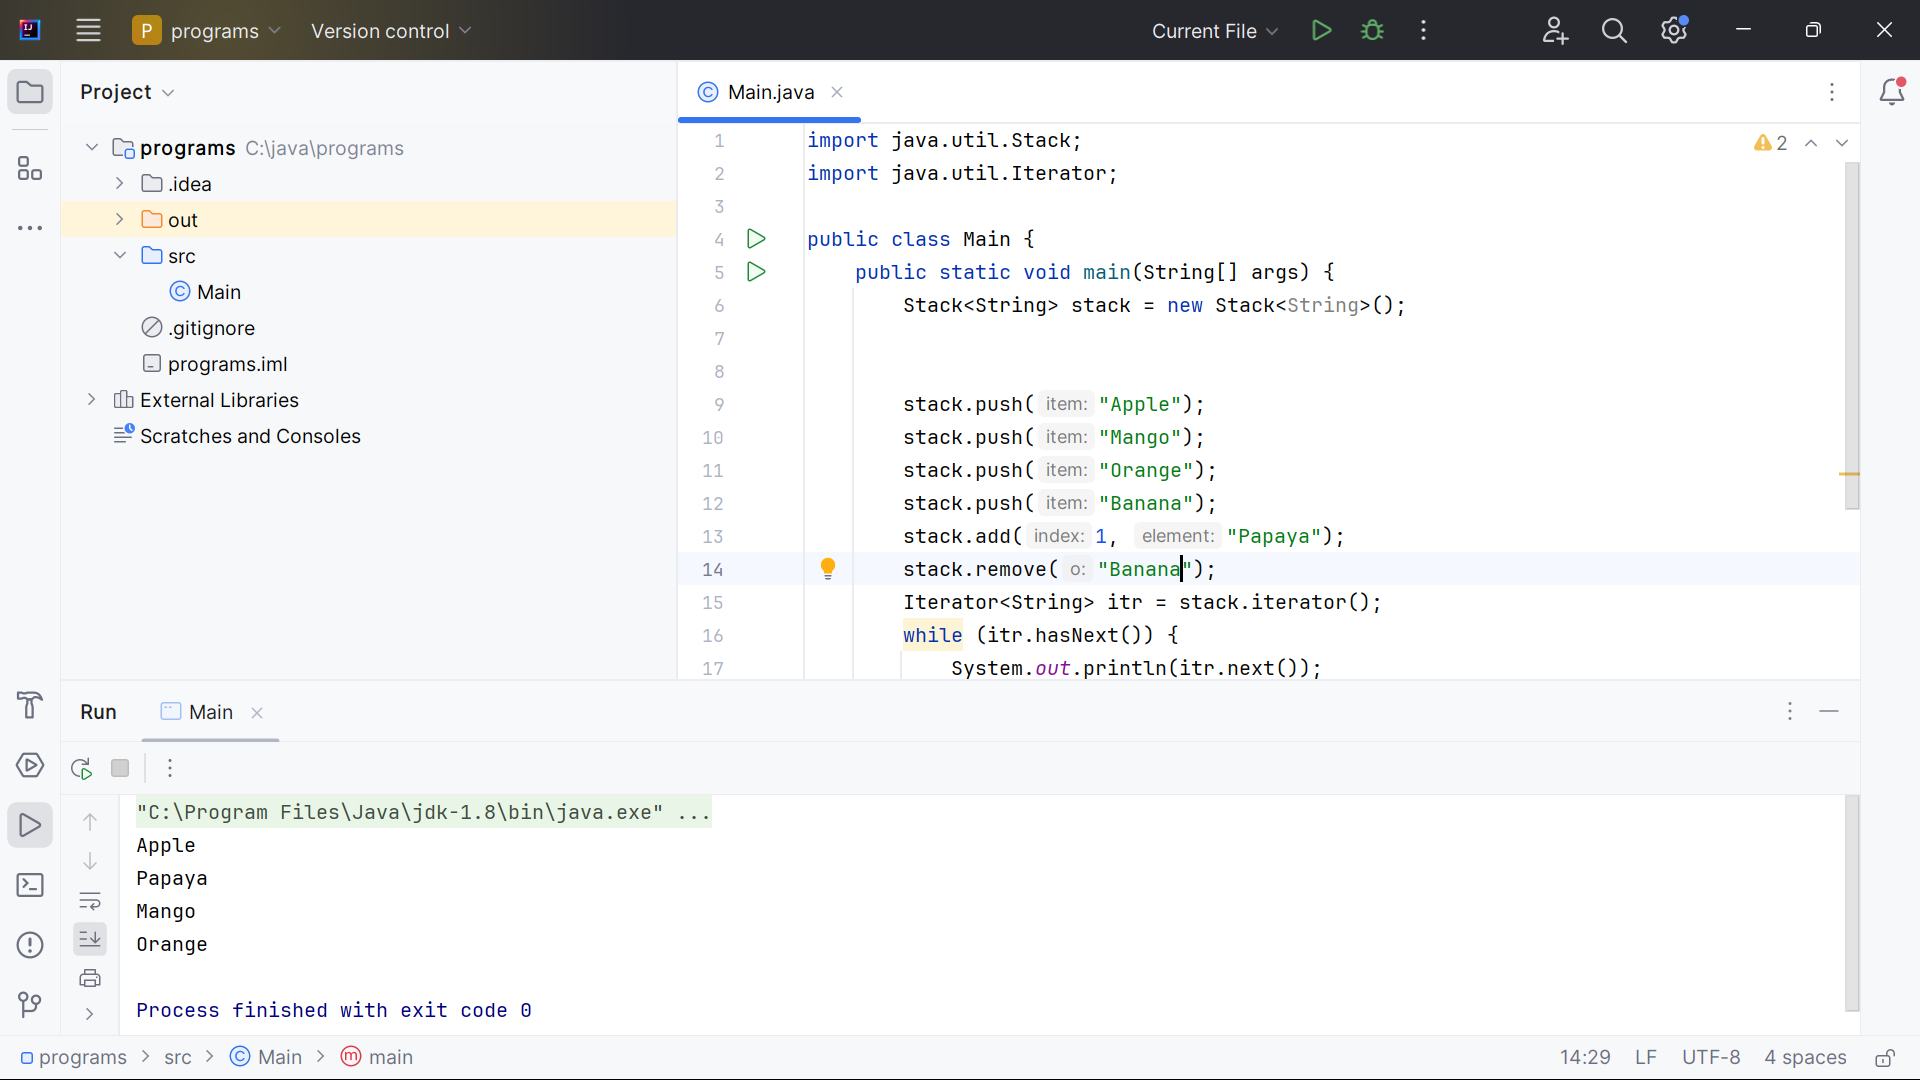 P programs Version control Current File
Project
Main.java
programs C:\java\programs
.idea
out
src
Main
.gitignore
programs.iml
External Libraries
Scratches and Consoles
2
1 import java.util.Stack;
2 import java.util.Iterator;
3
4 public class Main {
5 public static void main(String[] args) {
6 Stack<String> stack = new Stack<String>();
7
8
9 stack.push( item: "Apple");
10 stack.push( item: "Mango");
11 stack.push( item: "Orange");
12 stack.push( item: "Banana");
13 stack.add( index: 1, element: "Papaya");
14 stack.remove( o: "Banana");
15 Iterator<String> itr = stack.iterator();
16 while (itr.hasNext()) {
17 System.out.println(itr.next());
Run Main
"C:\Program Files\Java\jdk-1.8\bin\java.exe" ...
Apple
Papaya
Mango
Orange
Process finished with exit code 0
programs > src > Main > main 14:29 LF UTF-8 4 spaces